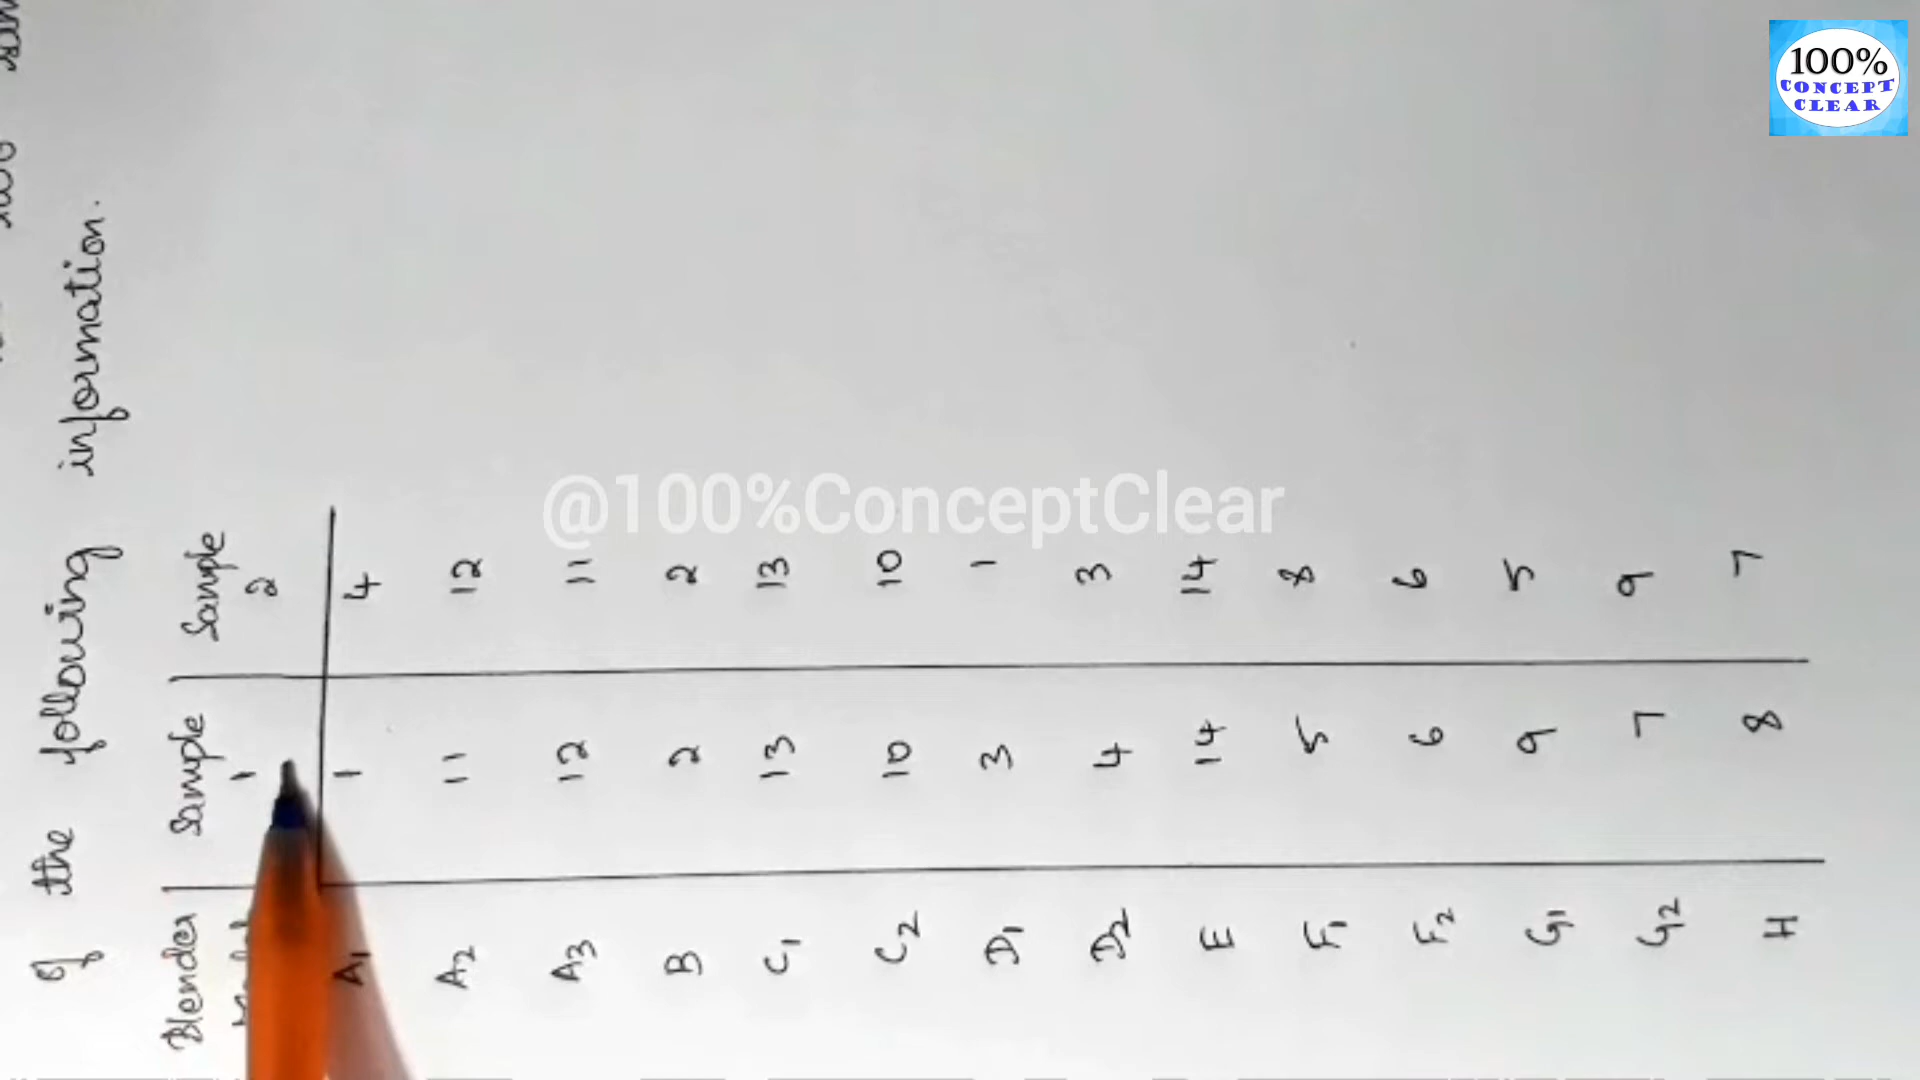 of the following information.
Blender Sample Sample
1 2
A1 1 4
A2 11 12
A3 12 11
B 2 2
C1 13 13
C2 10 10
D1 3 1
D2 4 3
E 14 14
F1 5 8
F2 6 6
G1 9 5
G2 7 9
H 8 7
@100%ConceptClear
100%
CONCEPT
CLEAR